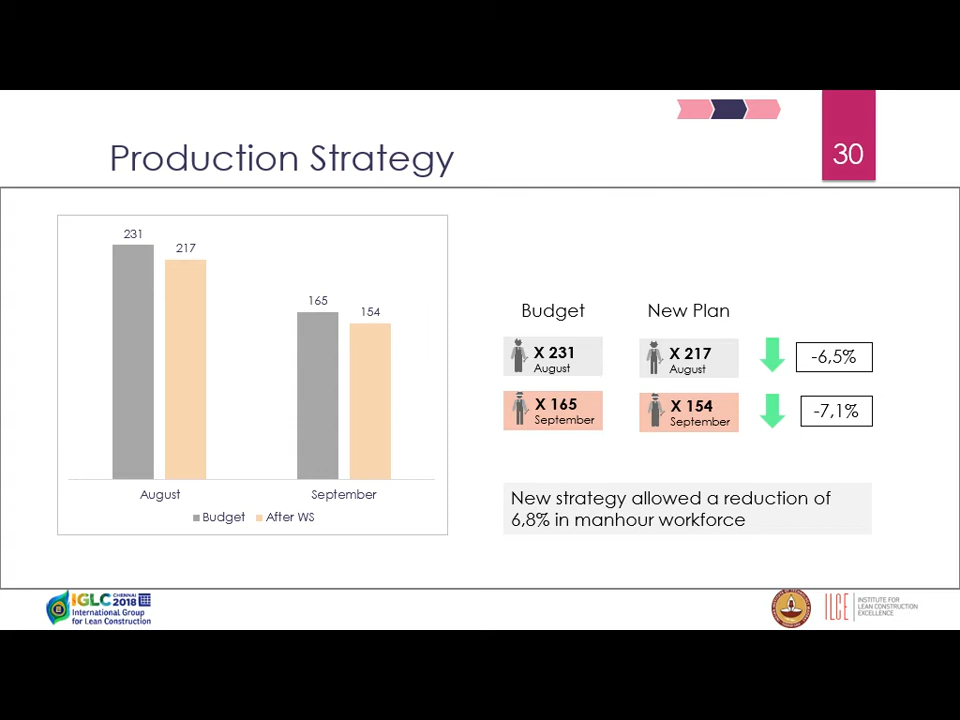 30
Production Strategy
231
217
165
154
August
September
Budget
After WS
Budget
New Plan
X 231
August
X 217
August
-6,5%
X 165
September
X 154
September
-7,1%
New strategy allowed a reduction of
6,8% in manhour workforce
IGLC CHENNAI 2018
International Group
for Lean Construction
ILCE
INSTITUTE FOR
LEAN CONSTRUCTION
EXCELLENCE